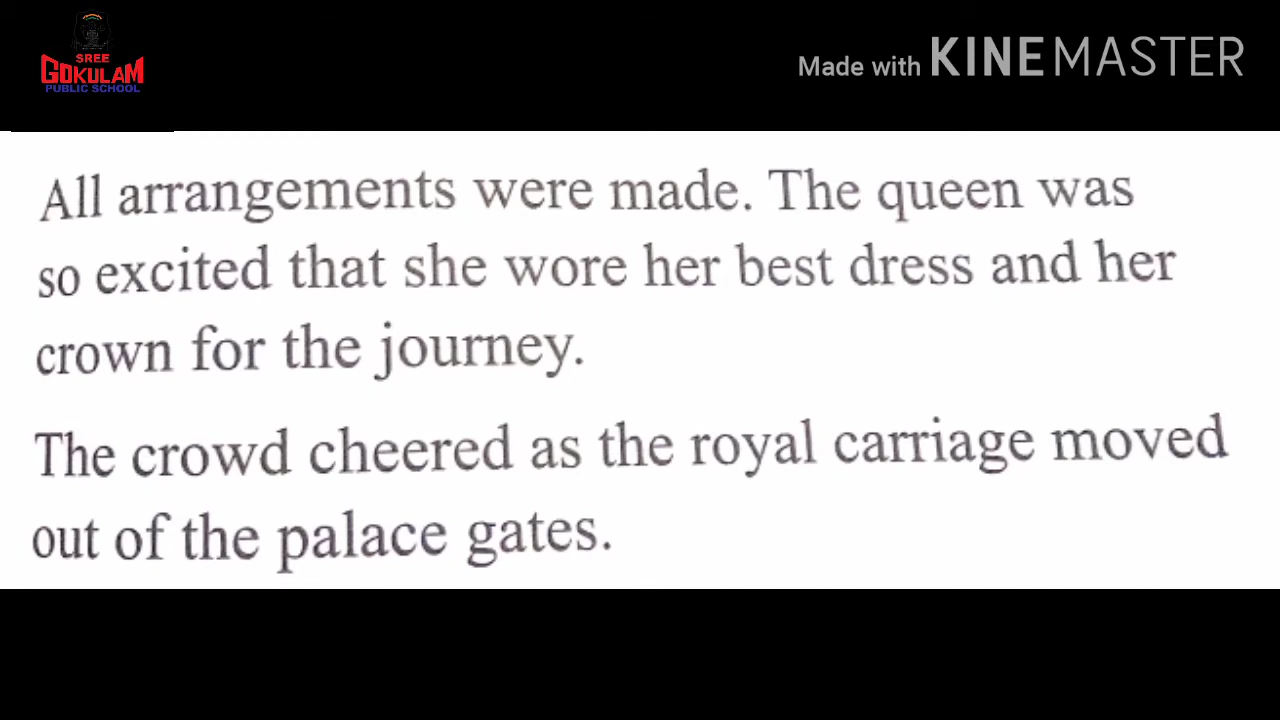 SREE
GOKULAM
PUBLIC SCHOOL
Made with KINEMASTER
All arrangements were made. The queen was
so excited that she wore her best dress and her
crown for the journey.
The crowd cheered as the royal carriage moved
out of the palace gates.